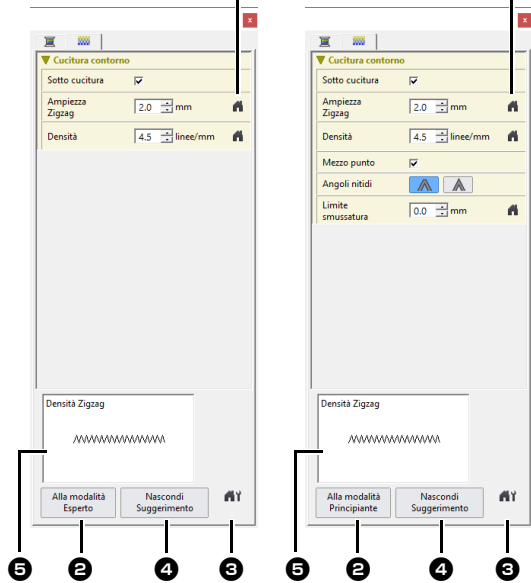 x
Cucitura contorno
Sotto cucitura
Ampiezza
Zigzag
2.0 mm
Densità
4.5 linee/mm
Densità Zigzag
Alla modalità
Esperto
Nascondi
Suggerimento
5
2
4
3
x
Cucitura contorno
Sotto cucitura
Ampiezza
Zigzag
2.0 mm
Densità
4.5 linee/mm
Mezzo punto
Angoli nitidi
Limite
smussatura
0.0 mm
Densità Zigzag
Alla modalità
Principiante
Nascondi
Suggerimento
5
2
4
3